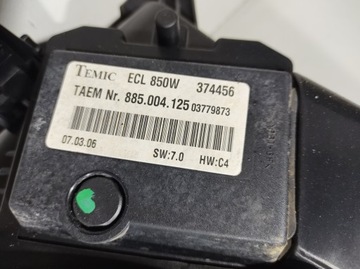 TEMIC ECL 850W 374456
TAEM Nr. 885.004.125 03779873
07.03.06
SW:7.0 HW:C4